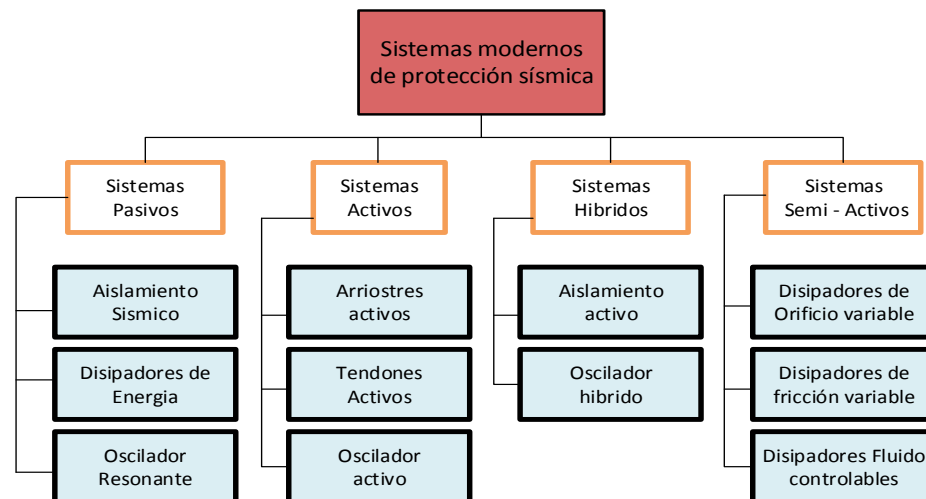 Sistemas modernos
de protección sísmica
Sistemas
Pasivos
Sistemas
Activos
Sistemas
Hibridos
Sistemas
Semi - Activos
Aislamiento
Sismico
Arriostres
activos
Aislamiento
activo
Disipadores de
Orificio variable
Disipadores de
Energia
Tendones
Activos
Oscilador
hibrido
Disipadores de
fricción variable
Oscilador
Resonante
Oscilador
activo
Disipadores Fluido
controlables